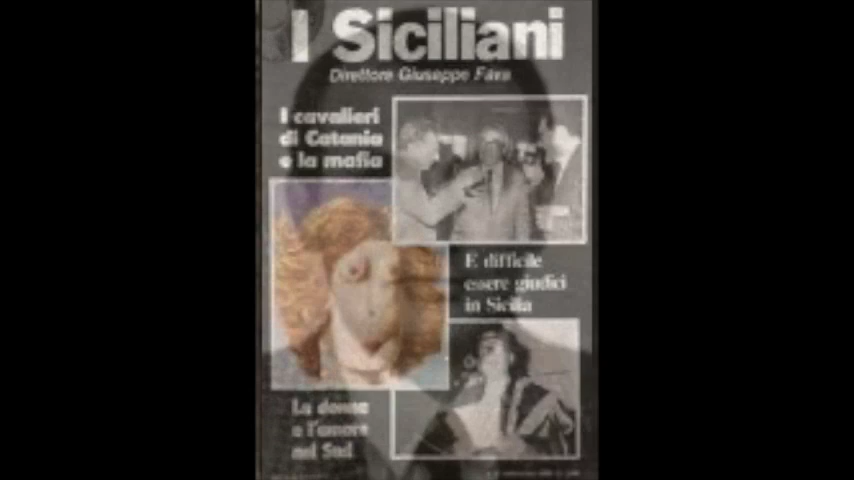 I Siciliani
Direttore Giuseppe Fava
I cavalieri
di Catania
e la mafia
E difficile
essere giudici
in Sicilia
La donna
e l'amore
nel Sud